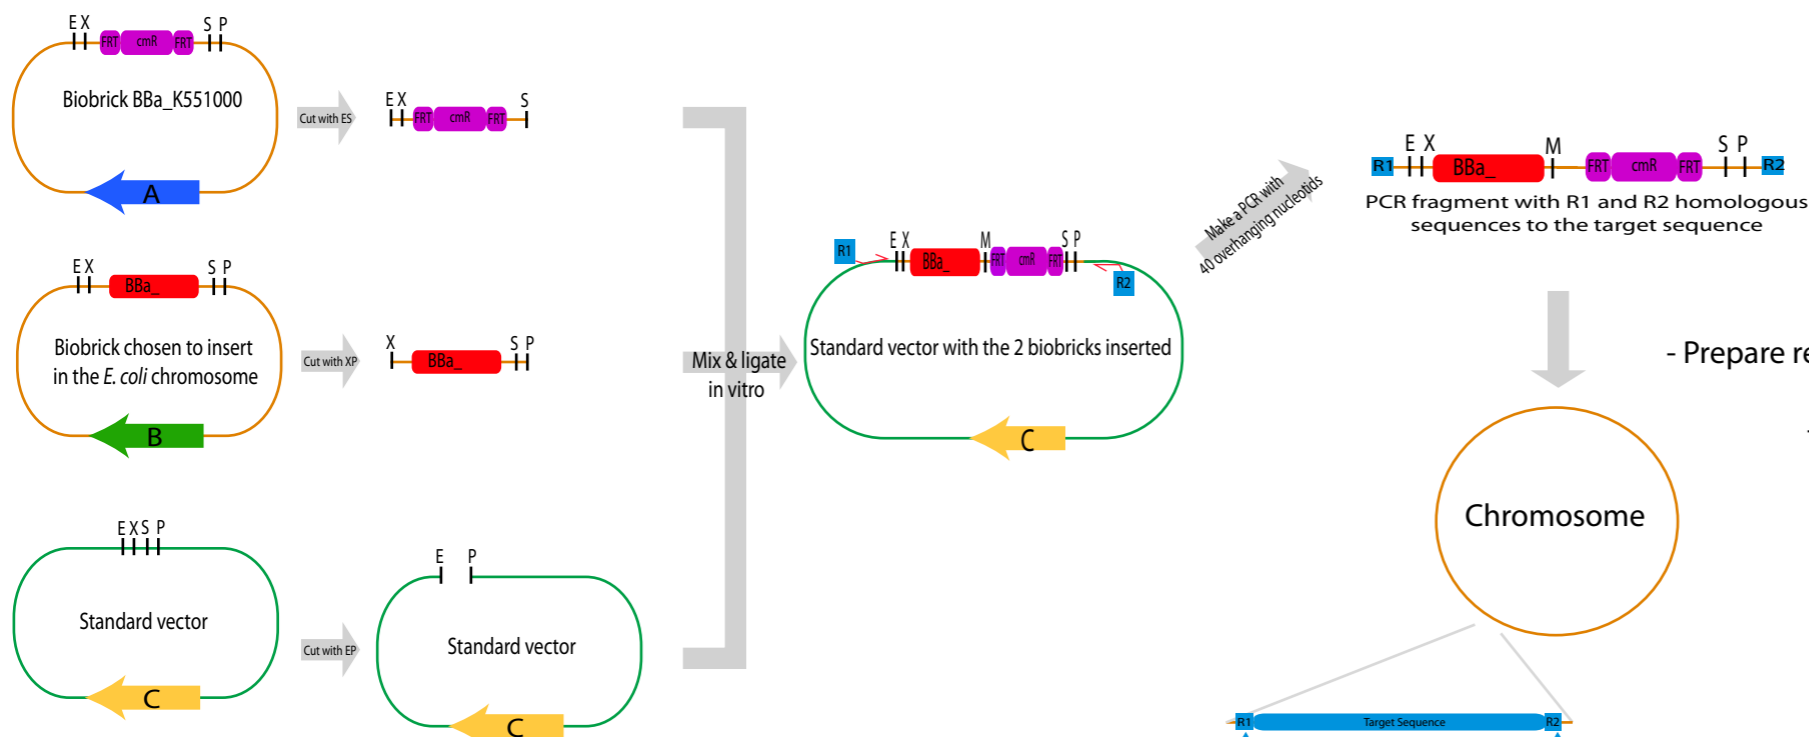 E X
S P
FRT
cmR
FRT
Biobrick BBa_K551000
A
Cut with ES
E X
S
FRT
cmR
FRT
E X
S P
BBa_
Biobrick chosen to insert
in the E. coli chromosome
B
Cut with XP
X
S P
BBa_
E X S P
Standard vector
C
Cut with EP
E P
Standard vector
C
Mix & ligate
in vitro
R1
E X
M
S P
BBa_
FRT
cmR
FRT
R2
Standard vector with the 2 biobricks inserted
C
Make a PCR with
40 overhanging nucleotids
R1
E X
M
S P
BBa_
FRT
cmR
FRT
R2
PCR fragment with R1 and R2 homologous
sequences to the target sequence
- Prepare re
Chromosome
R1
Target Sequence
R2